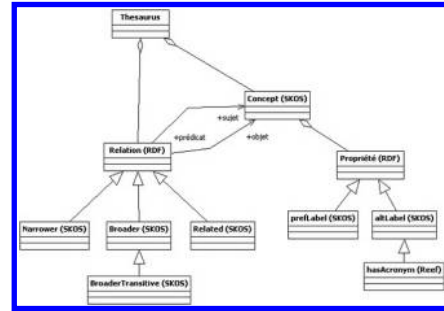 Thesaurus
Concept (SKOS)
+sujet
+prédicat
+objet
Relation (RDF)
Propriété (RDF)
Narrower (SKOS)
Broader (SKOS)
Related (SKOS)
prefLabel (SKOS)
altLabel (SKOS)
BroaderTransitive (SKOS)
hasAcronym (Reef)